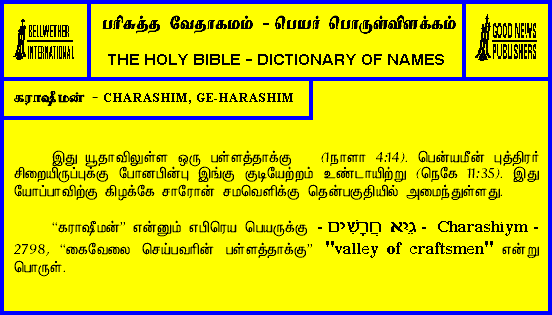 BELLWETHER
INTERNATIONAL
பரிசுத்த வேதாகமம் - பெயர் பொருள்விளக்கம்
THE HOLY BIBLE - DICTIONARY OF NAMES
GOOD NEWS
PUBLISHERS
கராஷீமன் - CHARASHIM, GE-HARASHIM
இது யூதாவிலுள்ள ஒரு பள்ளத்தாக்கு (1நாளா 4:14). பென்யமீன் புத்திரர்
சிறையிருப்புக்கு போனபின்பு இங்கு குடியேற்றம் உண்டாயிற்று (நெகே 11:35). இது
யோப்பாவிற்கு கிழக்கே சாரோன் சமவெளிக்கு தென்பகுதியில் அமைந்துள்ளது.
“கராஷீமன்” என்னும் எபிரெய பெயருக்கு - גֵּיא חֲרָשִׁים - Charashiym -
2798, “கைவேலை செய்பவரின் பள்ளத்தாக்கு” "valley of craftsmen" என்று
பொருள்.